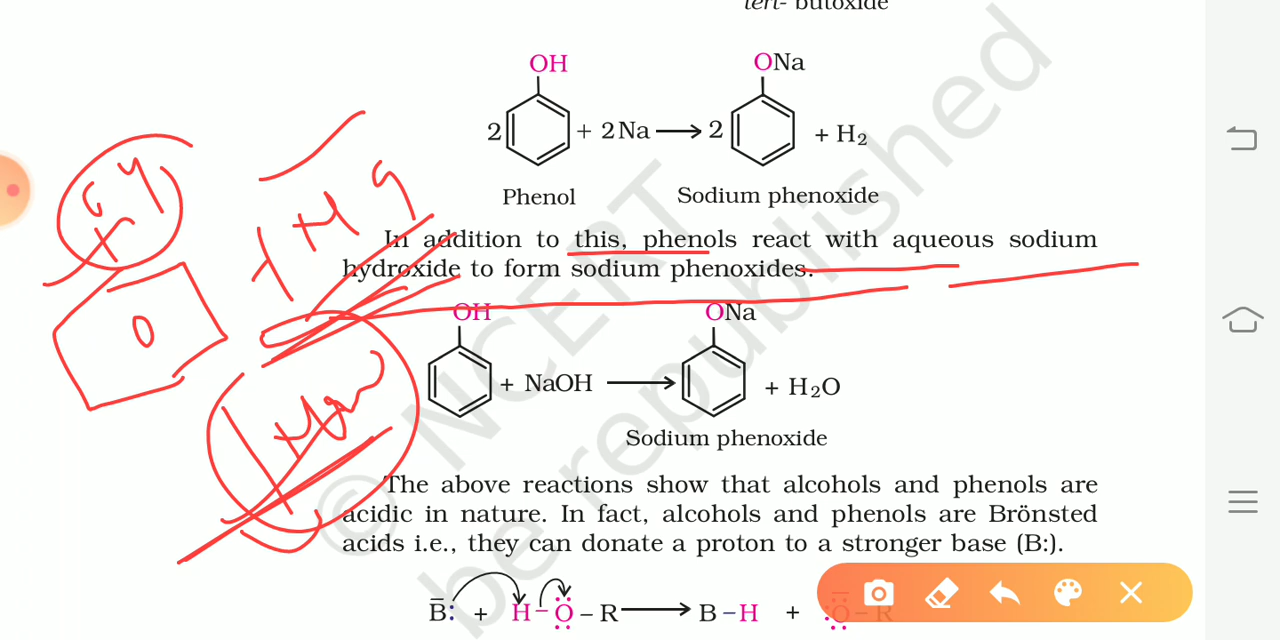 tert- butoxide
OH
ONa
2 + 2Na 2 + H2
Phenol Sodium phenoxide
In addition to this, phenols react with aqueous sodium
hydroxide to form sodium phenoxides.
OH
ONa
+ NaOH + H2O
Sodium phenoxide
The above reactions show that alcohols and phenols are
acidic in nature. In fact, alcohols and phenols are Brönsted
acids i.e., they can donate a proton to a stronger base (B:).
B̅: + H–Ö–R B–H + :Ö–R
© NCERT
be republished